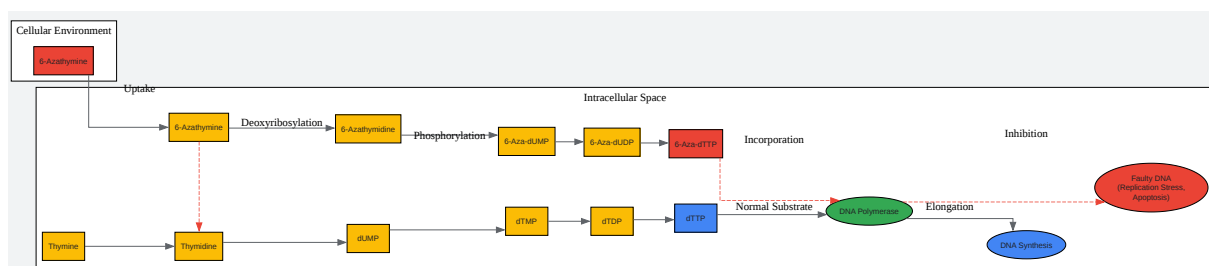 Cellular Environment
6-Azathymine
Uptake
Intracellular Space
6-Azathymine
Deoxyribosylation
6-Azathymidine
Phosphorylation
6-Aza-dUMP
6-Aza-dUDP
6-Aza-dTTP
Incorporation
Inhibition
Faulty DNA
(Replication Stress,
Apoptosis)
Thymine
Thymidine
dUMP
dTMP
dTDP
dTTP
Normal Substrate
DNA Polymerase
Elongation
DNA Synthesis